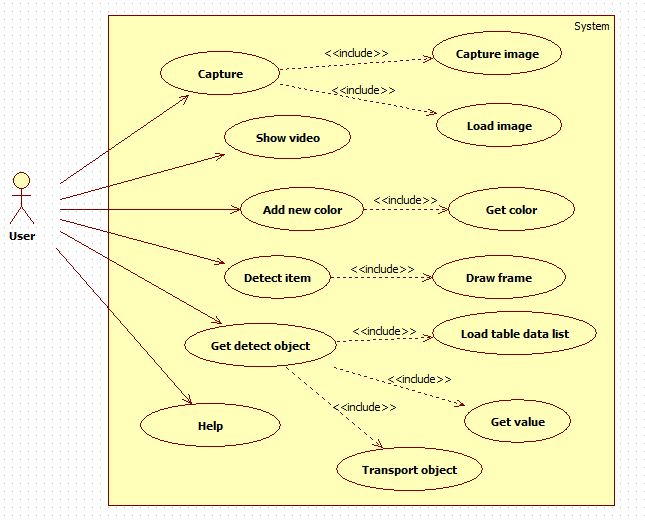 System
<<include>>
Capture image
Capture
<<include>>
Load image
Show video
User
Add new color
<<include>>
Get color
Detect item
<<include>>
Draw frame
Get detect object
<<include>>
Load table data list
<<include>>
Get value
Help
<<include>>
Transport object